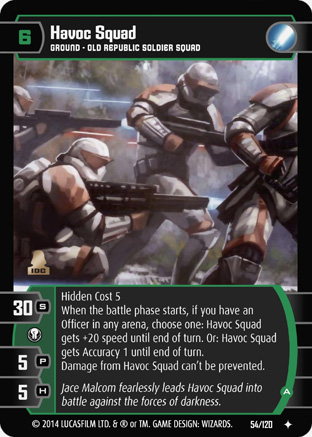 6
Havoc Squad
GROUND - OLD REPUBLIC SOLDIER SQUAD
IDC
30 S
5 P
5 H
Hidden Cost 5
When the battle phase starts, if you have an
Officer in any arena, choose one: Havoc Squad
gets +20 speed until end of turn. Or: Havoc Squad
gets Accuracy 1 until end of turn.
Damage from Havoc Squad can't be prevented.
Jace Malcom fearlessly leads Havoc Squad into
battle against the forces of darkness.
A
© 2014 LUCASFILM LTD. & ® or TM. GAME DESIGN: WIZARDS.
54/120